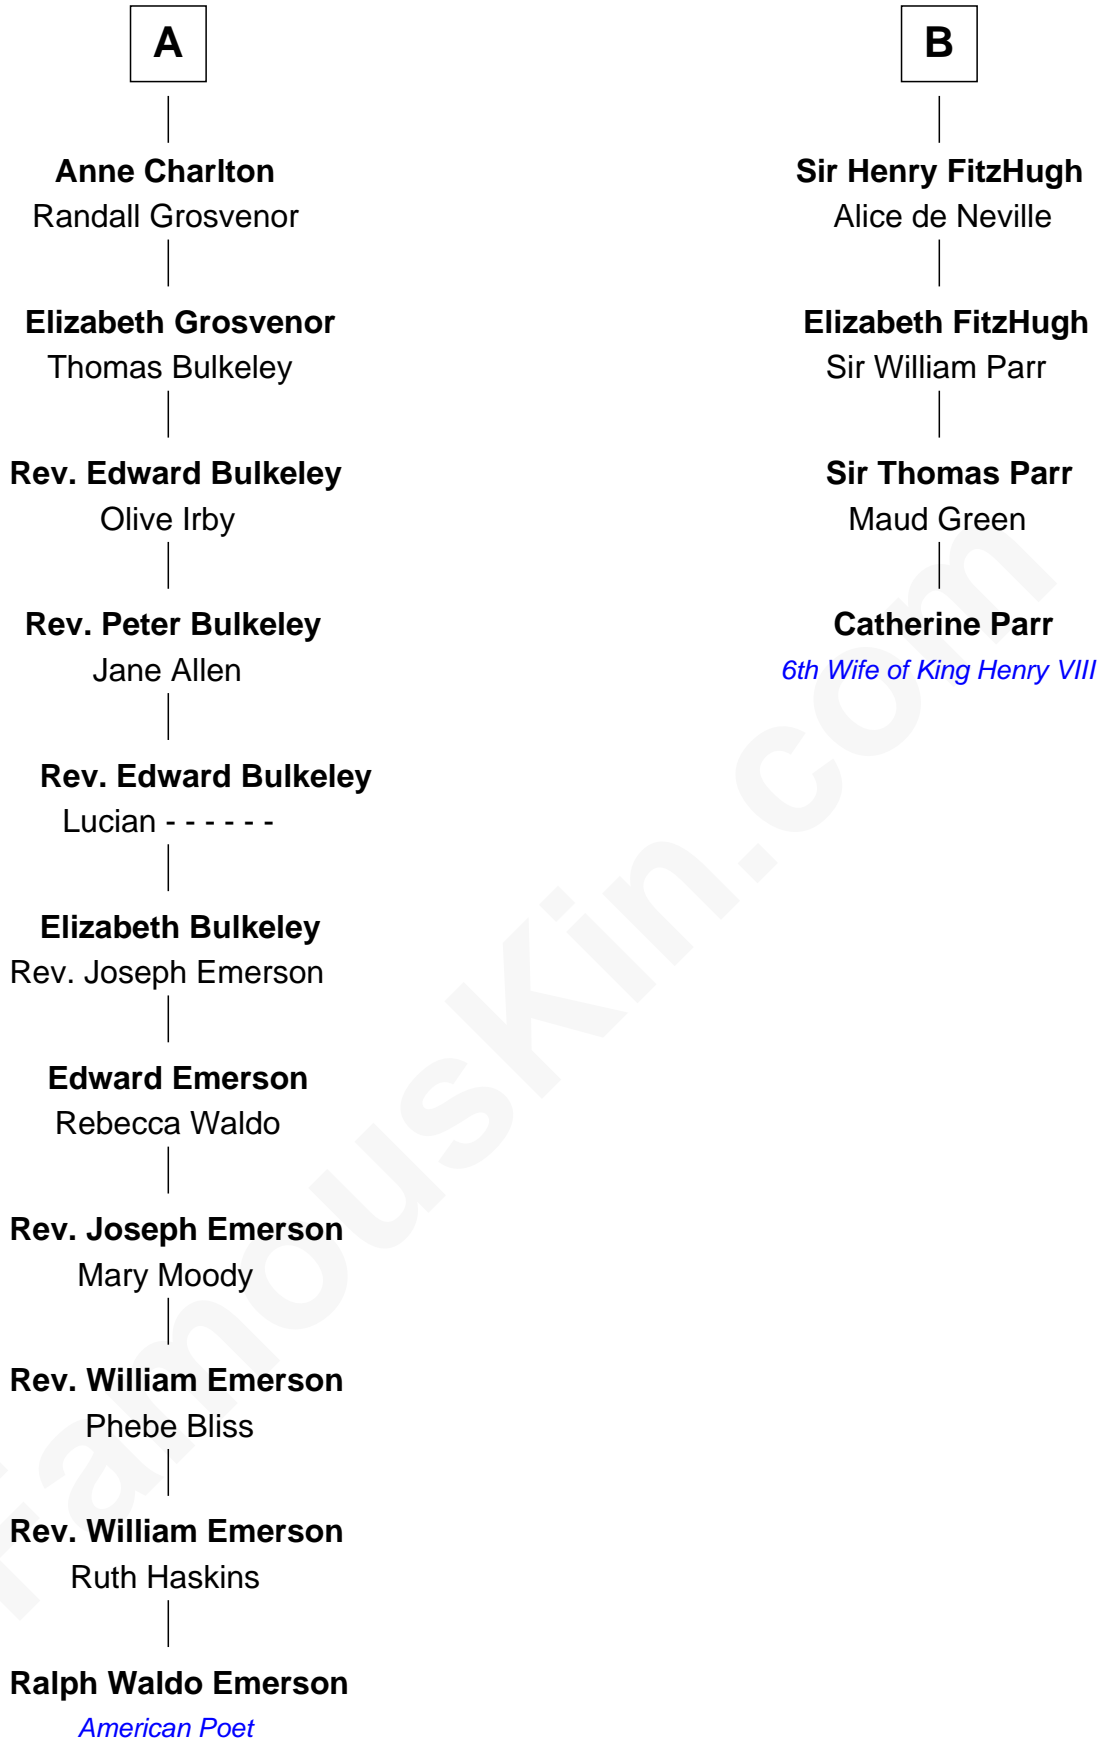 A
Anne Charlton
Randall Grosvenor
Elizabeth Grosvenor
Thomas Bulkeley
Rev. Edward Bulkeley
Olive Irby
Rev. Peter Bulkeley
Jane Allen
Rev. Edward Bulkeley
Lucian - - - - - -
Elizabeth Bulkeley
Rev. Joseph Emerson
Edward Emerson
Rebecca Waldo
Rev. Joseph Emerson
Mary Moody
Rev. William Emerson
Phebe Bliss
Rev. William Emerson
Ruth Haskins
Ralph Waldo Emerson
American Poet
B
Sir Henry FitzHugh
Alice de Neville
Elizabeth FitzHugh
Sir William Parr
Sir Thomas Parr
Maud Green
Catherine Parr
6th Wife of King Henry VIII
FamousKin.com